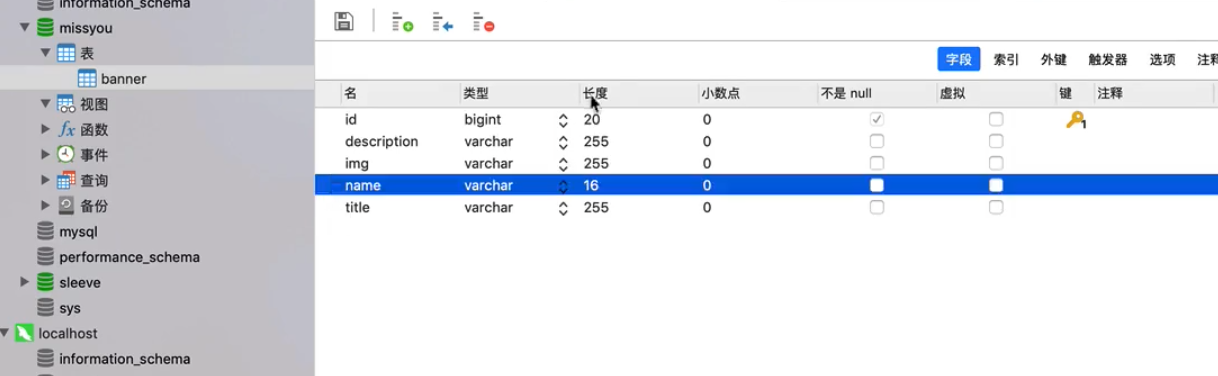 information_schema
missyou
表
banner
视图
fx 函数
事件
查询
备份
mysql
performance_schema
sleeve
sys
localhost
information_schema
字段 索引 外键 触发器 选项 注释
名 类型 长度 小数点 不是 null 虚拟 键 注释
id bigint 20 0 1
description varchar 255 0
img varchar 255 0
name varchar 16 0
title varchar 255 0